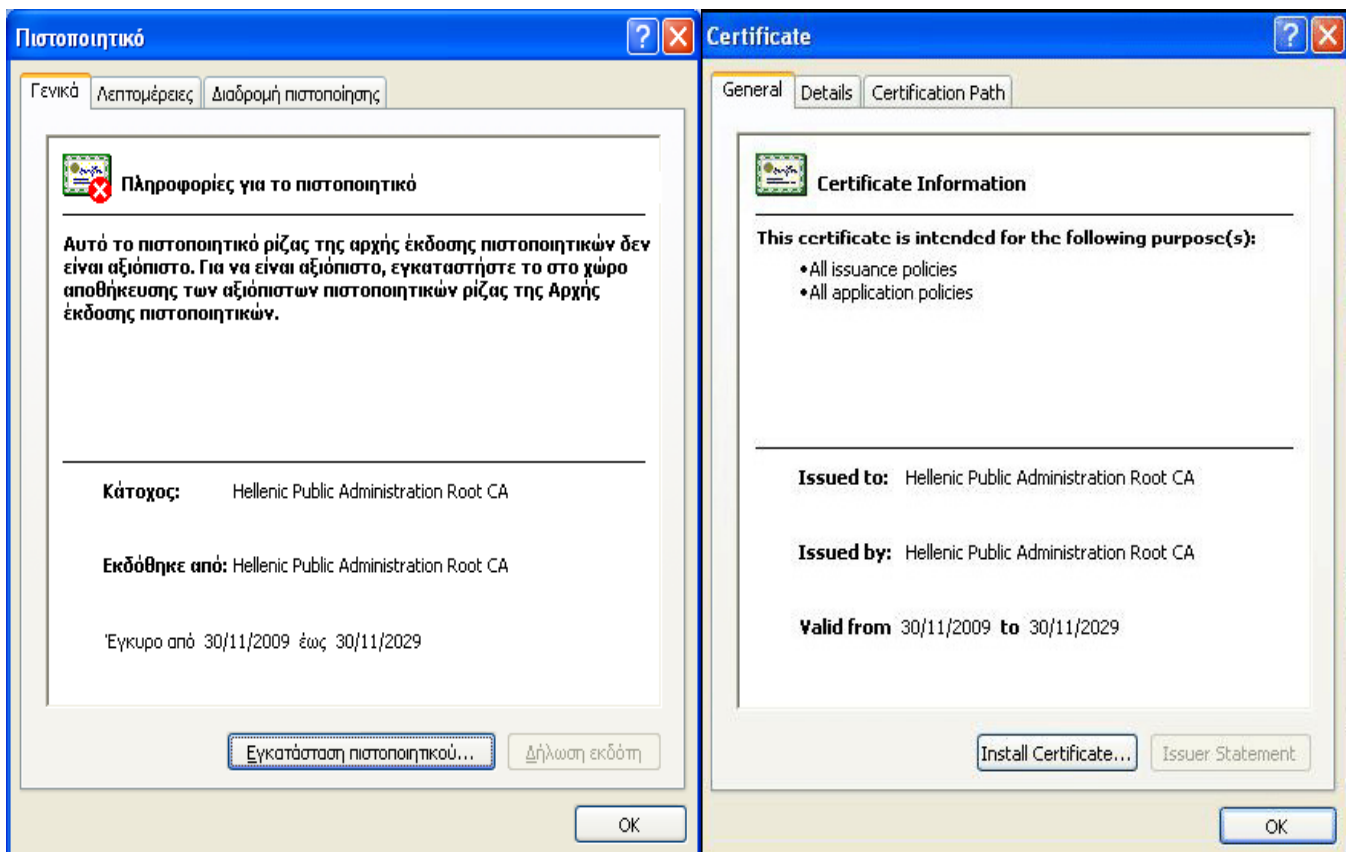 Πιστοποιητικό
Γενικά Λεπτομέρειες Διαδρομή πιστοποίησης
Πληροφορίες για το πιστοποιητικό
Αυτό το πιστοποιητικό ρίζας της αρχής έκδοσης πιστοποιητικών δεν
είναι αξιόπιστο. Για να είναι αξιόπιστο, εγκαταστήστε το στο χώρο
αποθήκευσης των αξιόπιστων πιστοποιητικών ρίζας της Αρχής
έκδοσης πιστοποιητικών.
Κάτοχος: Hellenic Public Administration Root CA
Εκδόθηκε από: Hellenic Public Administration Root CA
Έγκυρο από 30/11/2009 έως 30/11/2029
Εγκατάσταση πιστοποιητικού... Δήλωση εκδότη
OK
Certificate
General Details Certification Path
Certificate Information
This certificate is intended for the following purpose(s):
•All issuance policies
•All application policies
Issued to: Hellenic Public Administration Root CA
Issued by: Hellenic Public Administration Root CA
Valid from 30/11/2009 to 30/11/2029
Install Certificate... Issuer Statement
OK